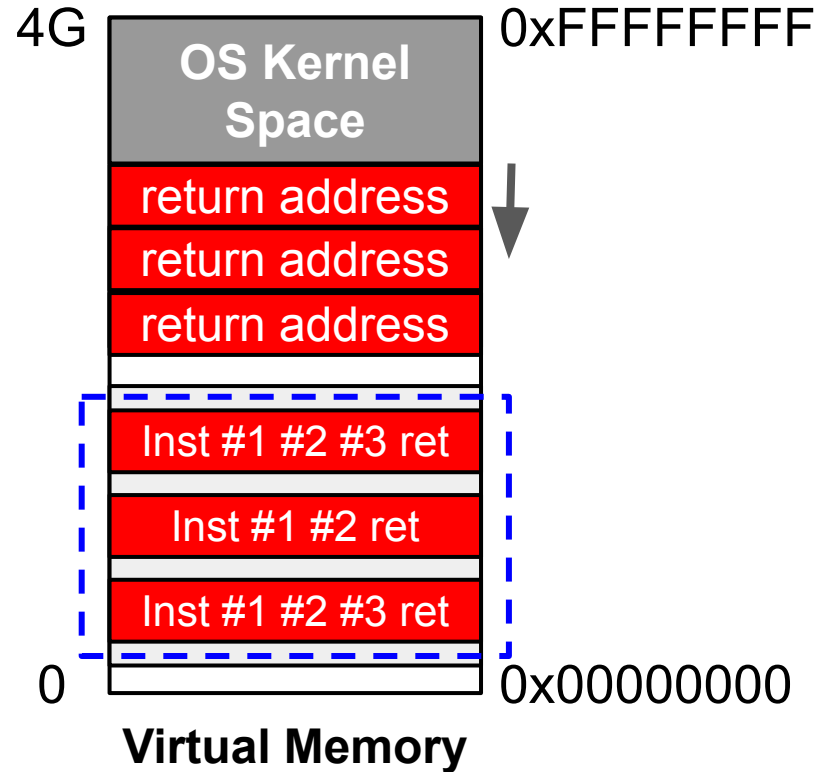 4G
0xFFFFFFFF
OS Kernel
Space
return address
return address
return address
Inst #1 #2 #3 ret
Inst #1 #2 ret
Inst #1 #2 #3 ret
0
0x00000000
Virtual Memory